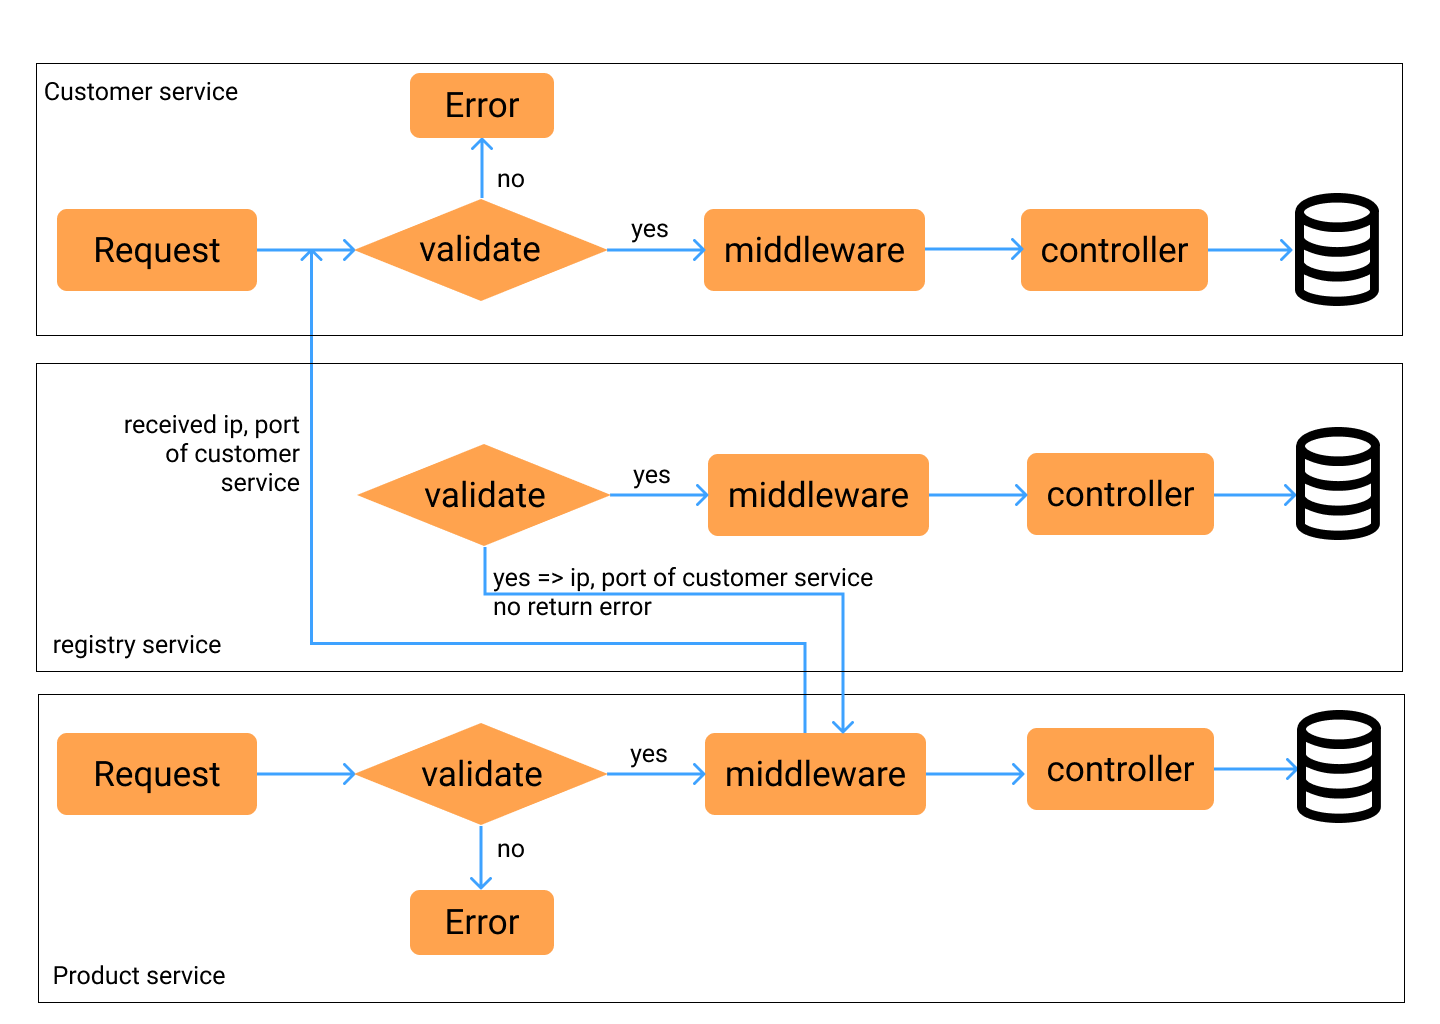 Customer service
Error
no
Request
validate
yes
middleware
controller
received ip, port
of customer
service
validate
yes
middleware
controller
yes => ip, port of customer service
no return error
registry service
Request
validate
yes
middleware
controller
no
Error
Product service